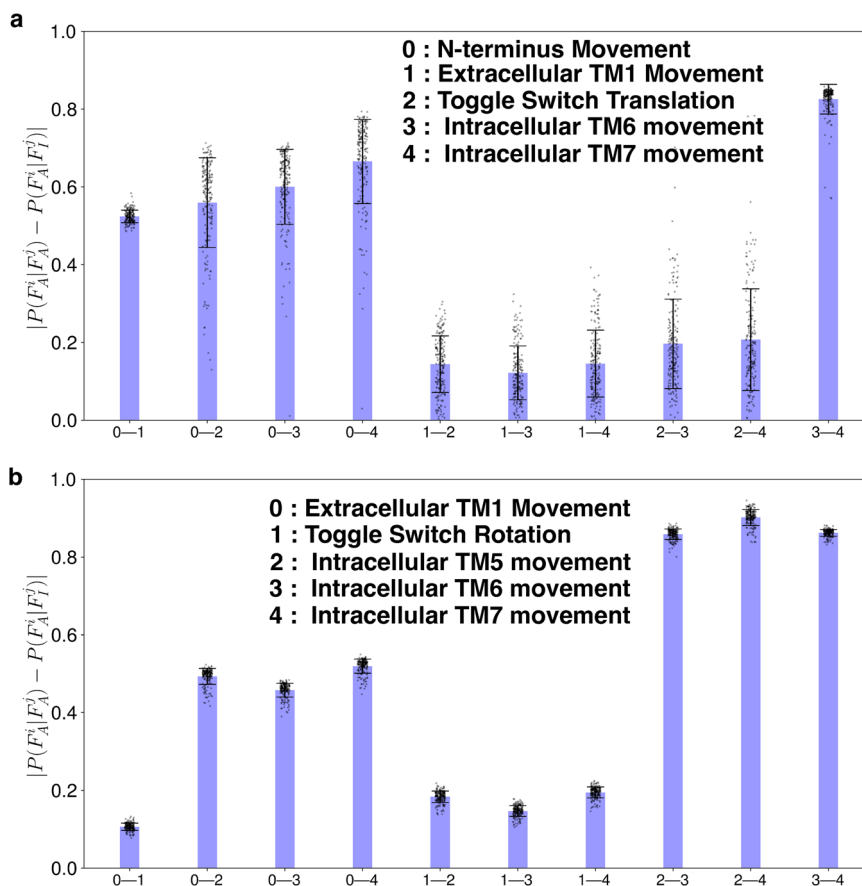 a
1.0
0 : N-terminus Movement
1 : Extracellular TM1 Movement
2 : Toggle Switch Translation
3 : Intracellular TM6 movement
4 : Intracellular TM7 movement
0.8
0.6
0.4
0.2
0.0
|P(F_A^i|F_A^j) − P(F_A^i|F_I^j)|
0—1 0—2 0—3 0—4 1—2 1—3 1—4 2—3 2—4 3—4
b
1.0
0 : Extracellular TM1 Movement
1 : Toggle Switch Rotation
2 : Intracellular TM5 movement
3 : Intracellular TM6 movement
4 : Intracellular TM7 movement
0.8
0.6
0.4
0.2
0.0
|P(F_A^i|F_A^j) − P(F_A^i|F_I^j)|
0—1 0—2 0—3 0—4 1—2 1—3 1—4 2—3 2—4 3—4